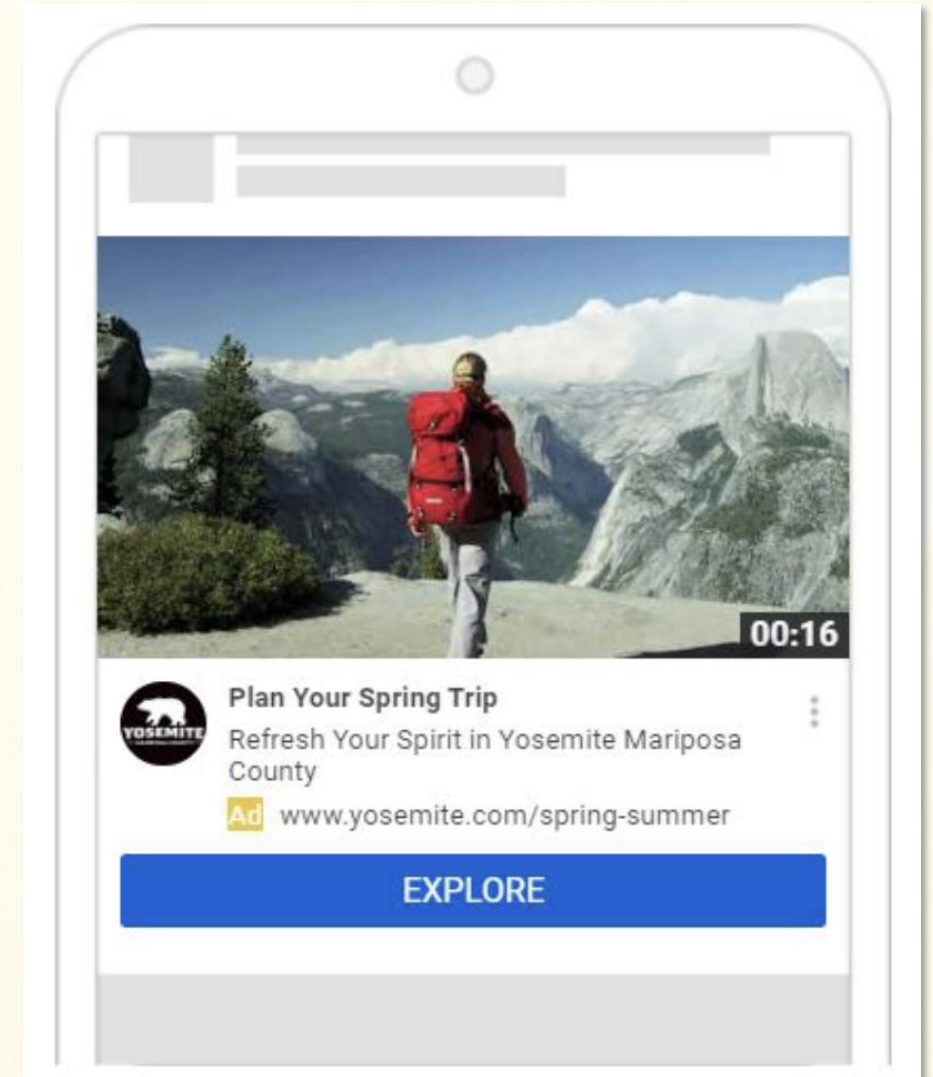 00:16
Plan Your Spring Trip
YOSEMITE
Refresh Your Spirit in Yosemite Mariposa
County
Ad www.yosemite.com/spring-summer
EXPLORE